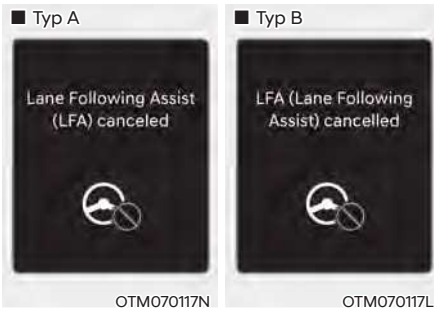 ■ Typ A
Lane Following Assist
(LFA) canceled
OTM070117N
■ Typ B
LFA (Lane Following
Assist) cancelled
OTM070117L